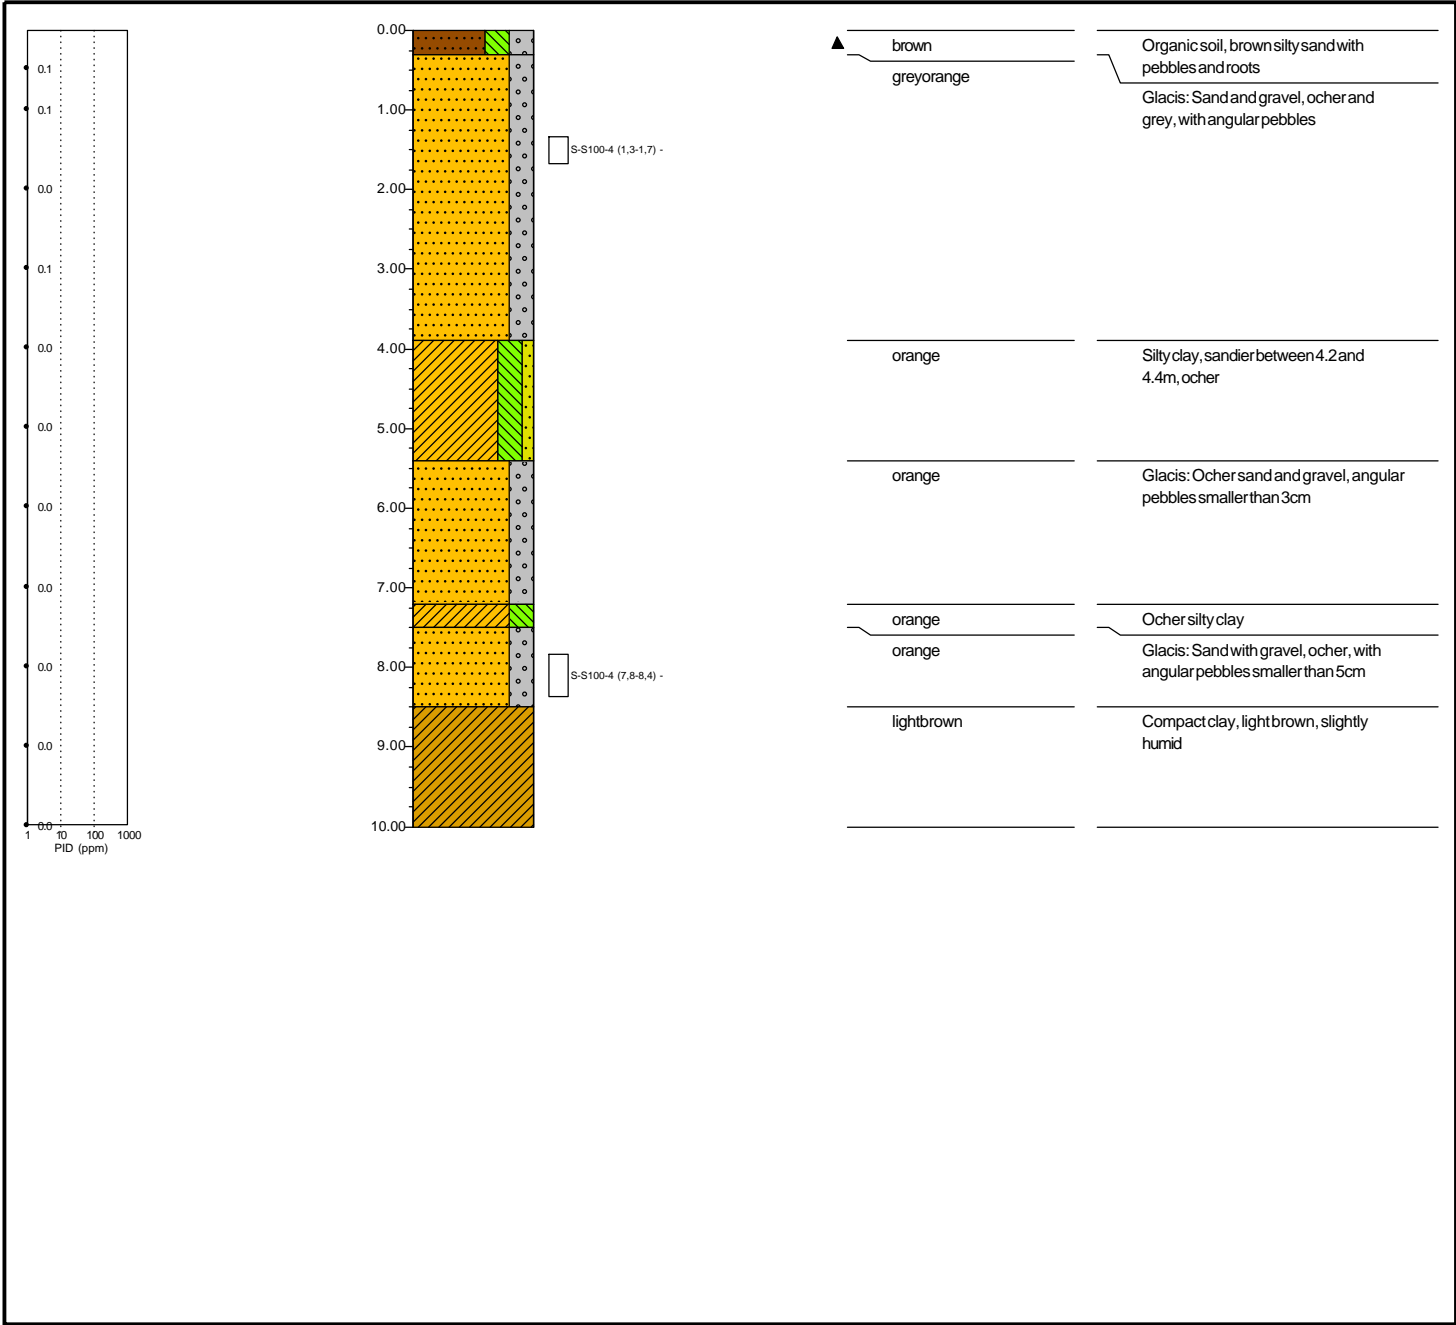 0.1
0.1
0.0
0.1
0.0
0.0
0.0
0.0
0.0
0.0
0.0
1 10 100 1000
PID (ppm)
0.00
1.00
2.00
3.00
4.00
5.00
6.00
7.00
8.00
9.00
10.00
S-S100-4 (1,3-1,7) -
S-S100-4 (7,8-8,4) -
brown
greyorange
orange
orange
orange
orange
lightbrown
Organic soil, brown silty sand with
pebbles and roots
Glacis: Sand and gravel, ocher and
grey, with angular pebbles
Silty clay, sandier between 4.2 and
4.4m, ocher
Glacis: Ocher sand and gravel, angular
pebbles smaller than 3cm
Ocher silty clay
Glacis: Sand with gravel, ocher, with
angular pebbles smaller than 5cm
Compact clay, light brown, slightly
humid